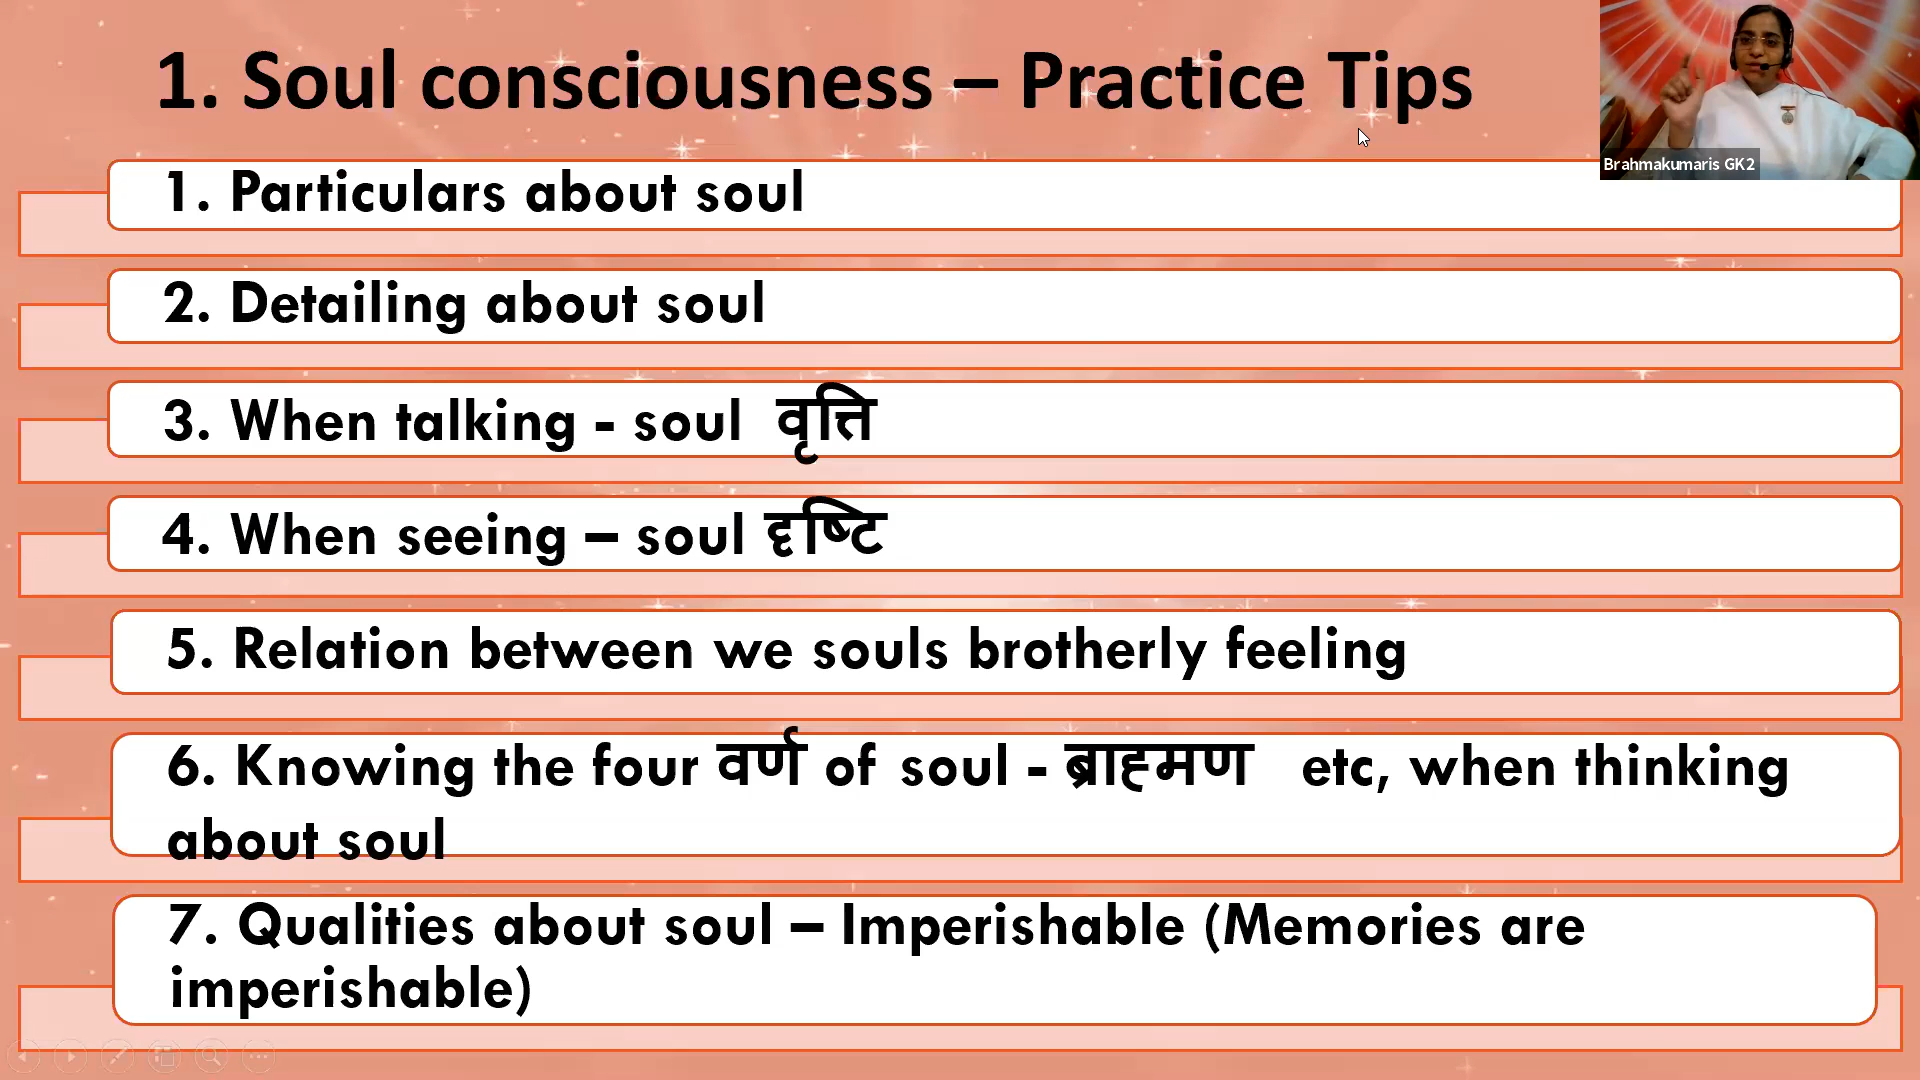 1. Soul consciousness – Practice Tips
Brahmakumaris GK2
1. Particulars about soul
2. Detailing about soul
3. When talking - soul वृत्ति
4. When seeing – soul दृष्टि
5. Relation between we souls brotherly feeling
6. Knowing the four वर्ण of soul - ब्राह्मण etc, when thinking
about soul
7. Qualities about soul – Imperishable (Memories are
imperishable)